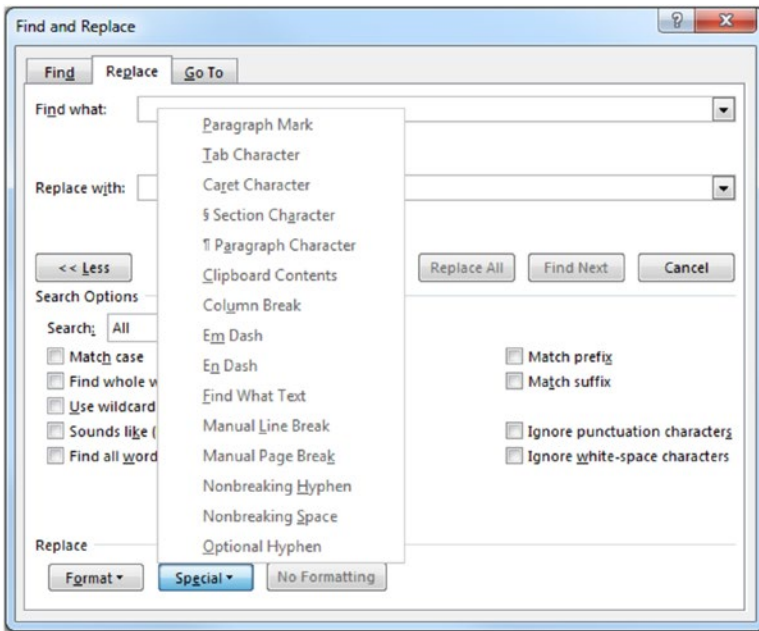 Find and Replace
Find Replace Go To
Find what:
Paragraph Mark
Tab Character
Caret Character
Replace with:
§ Section Character
¶ Paragraph Character
Clipboard Contents
Column Break
Em Dash
En Dash
Find What Text
Manual Line Break
Manual Page Break
Nonbreaking Hyphen
Nonbreaking Space
Optional Hyphen
<< Less
Replace All Find Next Cancel
Search Options
Search: All
Match case
Find whole w
Use wildcard
Sounds like (
Find all word
Match prefix
Match suffix
Ignore punctuation characters
Ignore white-space characters
Replace
Format Special No Formatting